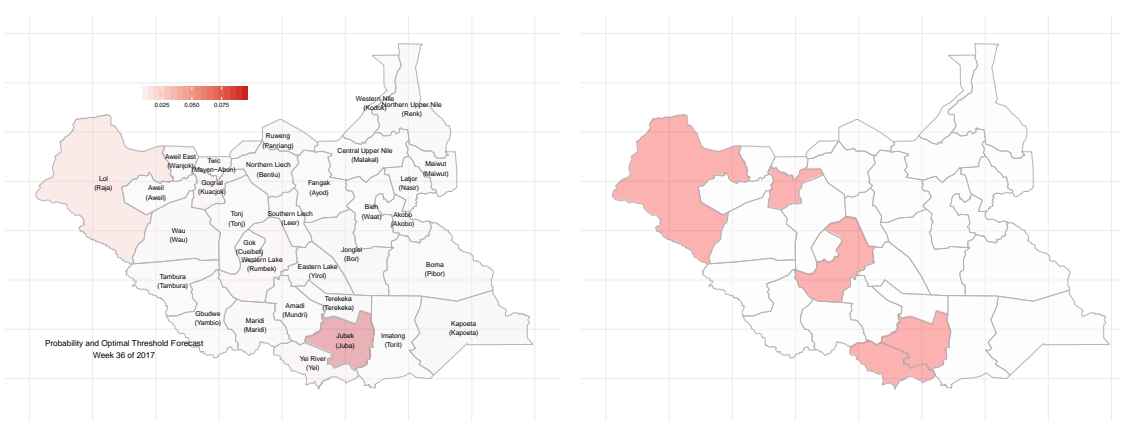 Western Nile
(Kodok)
Northern Upper Nile
(Renk)
0.025 0.050 0.075
Ruweng
(Panriang)
Central Upper Nile
(Malakal)
Aweil East
(Wanjok)
Twic
(Mayen−Abun)
Northern Liech
(Bentiu)
Maiwut
(Maiwut)
Lol
(Raja)
Aweil
(Aweil)
Gogrial
(Kuacjok)
Fangak
(Ayod)
Latjor
(Nasir)
Tonj
(Tonj)
Southern Liech
(Leer)
Bieh
(Waat)
Akobo
(Akobo)
Wau
(Wau)
Gok
(Cueibet)
Western Lake
(Rumbek)
Jonglei
(Bor)
Eastern Lake
(Yirol)
Boma
(Pibor)
Tambura
(Tambura)
Terekeka
(Terekeka)
Amadi
(Mundri)
Gbudwe
(Yambio)
Maridi
(Maridi)
Kapoeta
(Kapoeta)
Jubek
(Juba)
Imatong
(Torit)
Probability and Optimal Threshold Forecast
Week 36 of 2017
Yei River
(Yei)